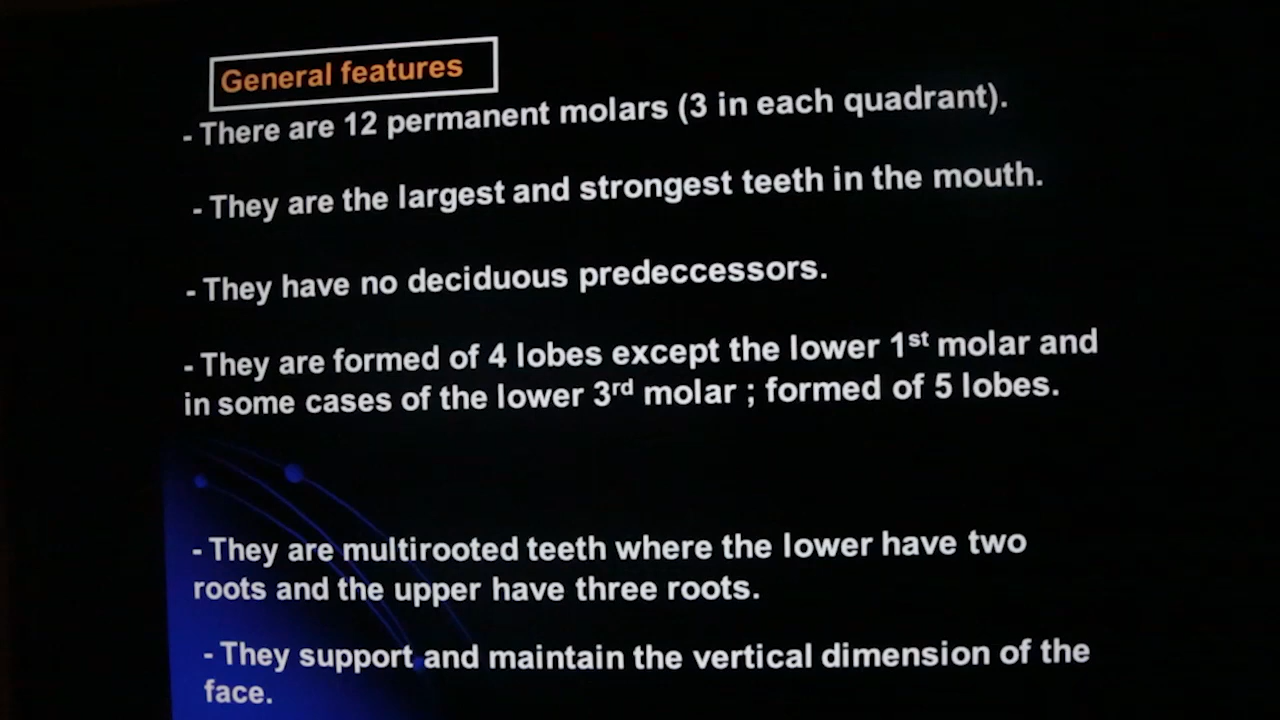 General features
- There are 12 permanent molars (3 in each quadrant).
- They are the largest and strongest teeth in the mouth.
- They have no deciduous predeccessors.
- They are formed of 4 lobes except the lower 1st molar and
in some cases of the lower 3rd molar ; formed of 5 lobes.
- They are multirooted teeth where the lower have two
roots and the upper have three roots.
- They support and maintain the vertical dimension of the
face.